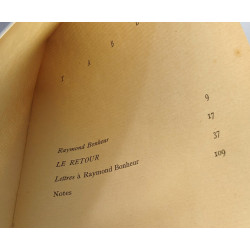 Raymond Bonheur 9
LE RETOUR 17
Lettres à Raymond Bonheur 37
Notes 109